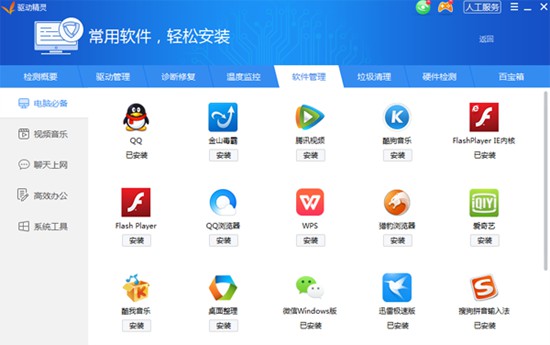 驱动精灵
人工服务
常用软件，轻松安装
返回
检测概要 驱动管理 诊断修复 温度监控 软件管理 垃圾清理 硬件检测 百宝箱
电脑必备
视频音乐
聊天上网
高效办公
系统工具
QQ 金山毒霸 腾讯视频 酷狗音乐 FlashPlayer IE内核
已安装 安装 安装 安装 已安装
Flash Player QQ浏览器 WPS 猎豹浏览器 爱奇艺
安装 安装 安装 安装 安装
酷我音乐 桌面整理 微信Windows版 迅雷极速版 搜狗拼音输入法
安装 安装 已安装 已安装 已安装